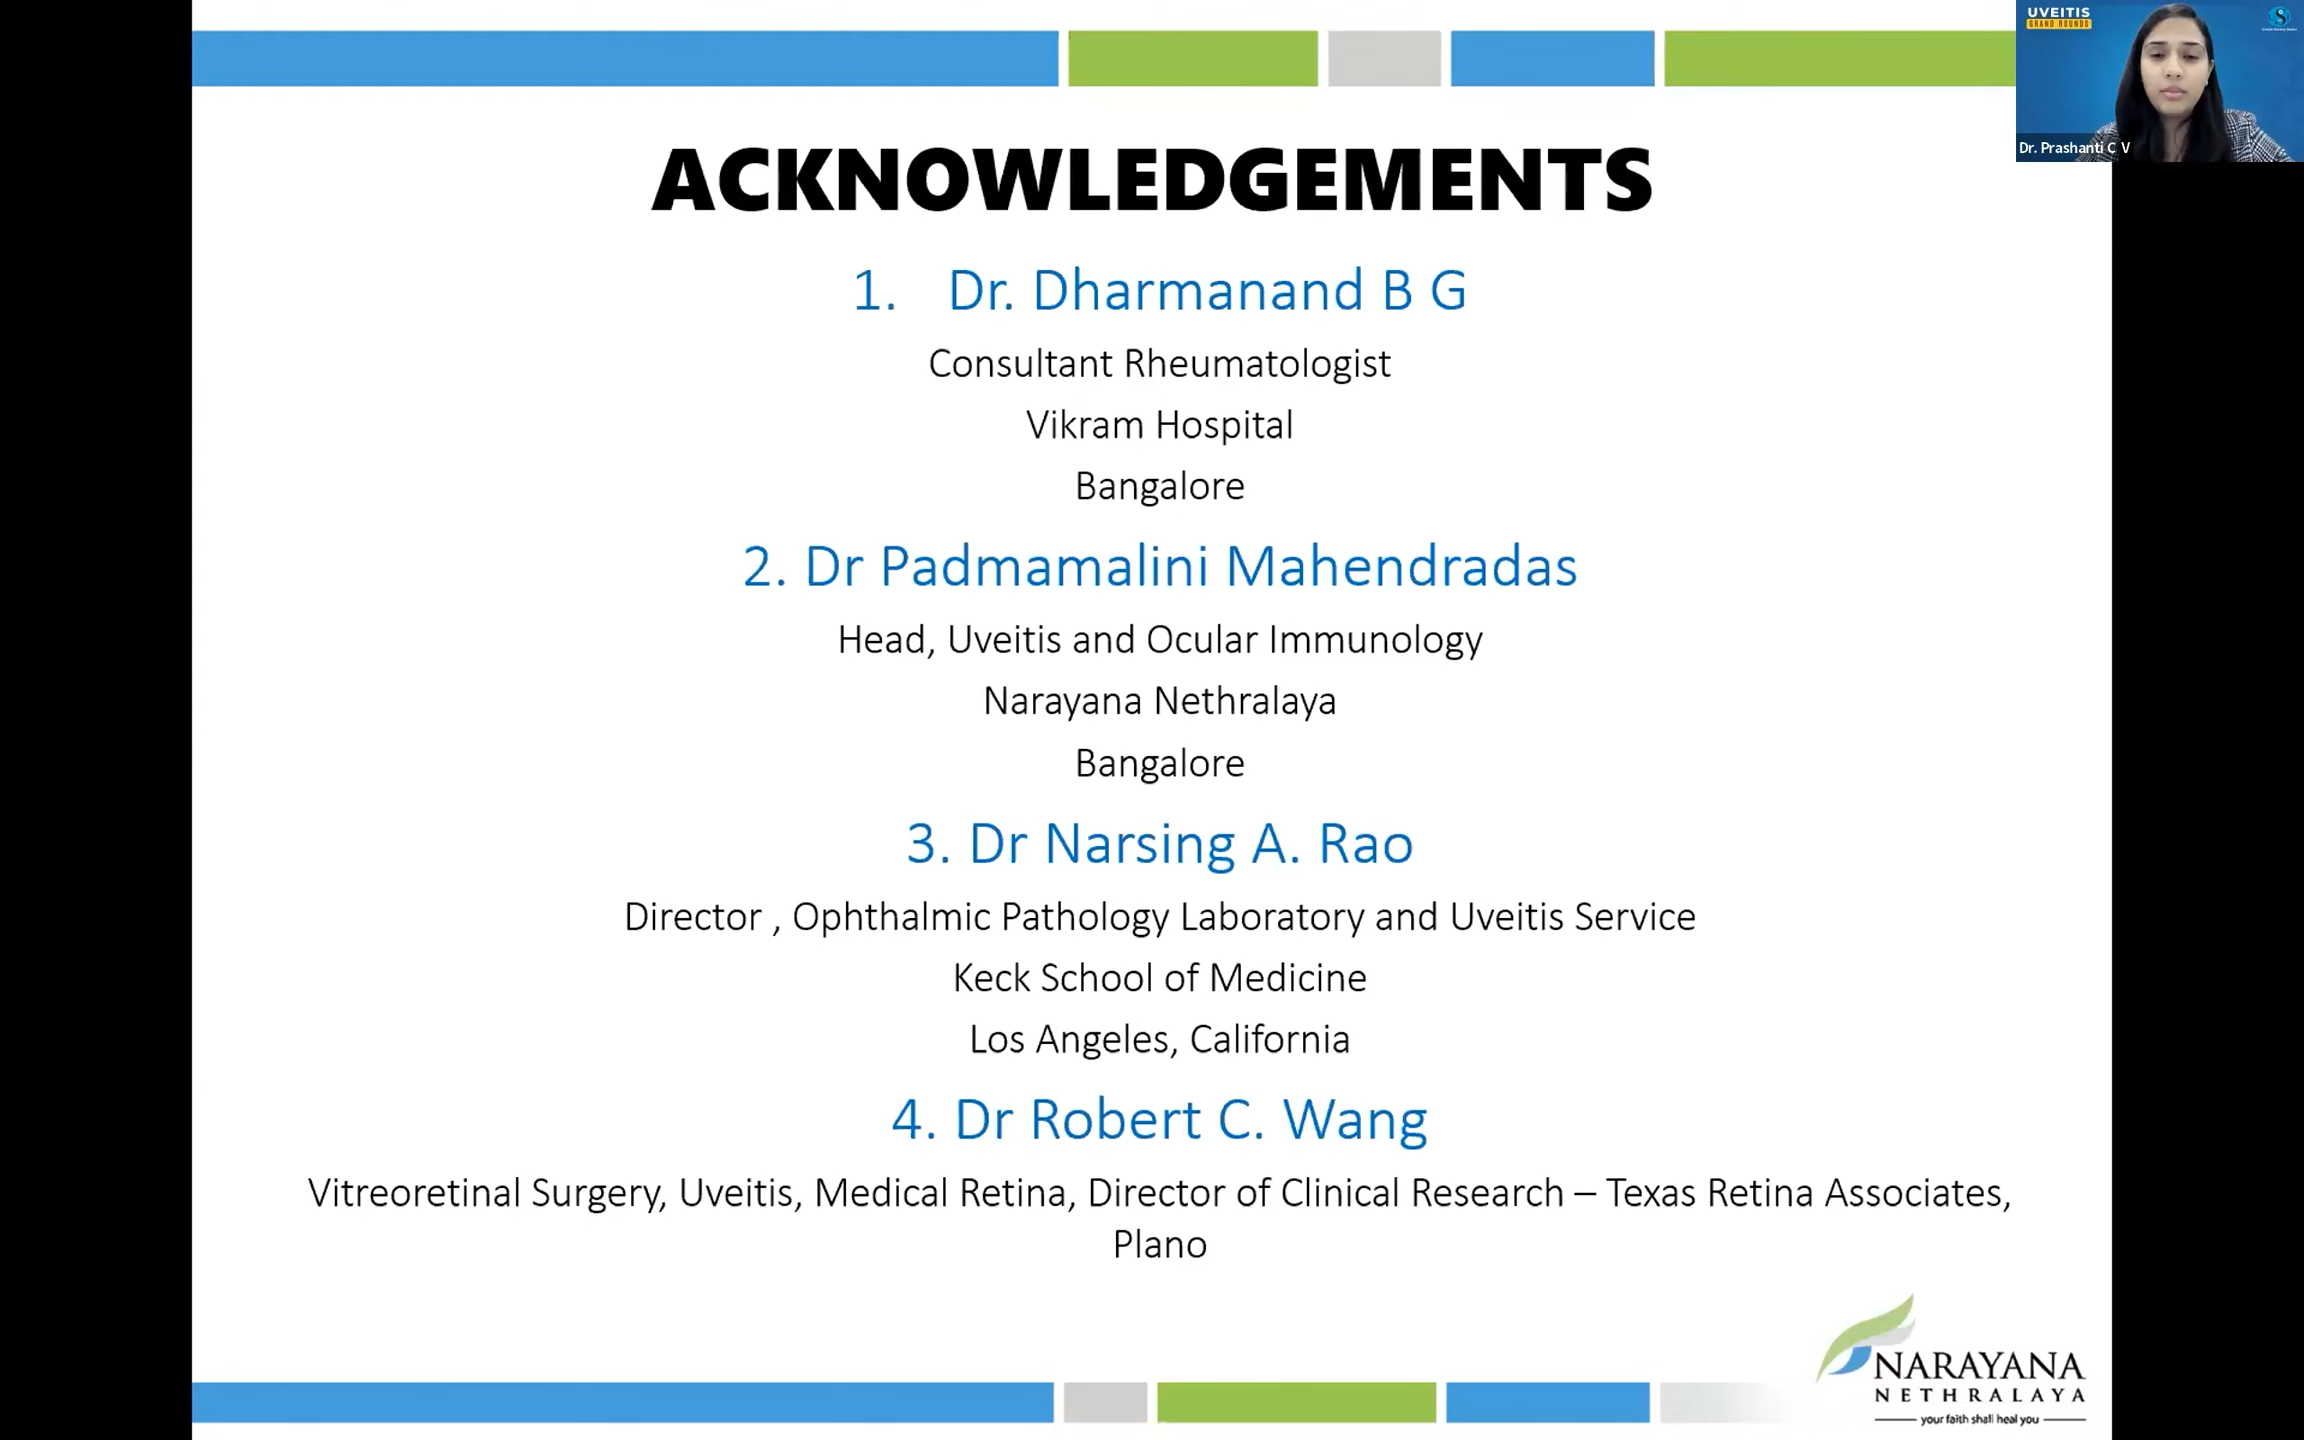 UVEITIS
GRAND ROUNDS
Dr. Prashanti C V
ACKNOWLEDGEMENTS
1. Dr. Dharmanand B G
Consultant Rheumatologist
Vikram Hospital
Bangalore
2. Dr Padmamalini Mahendradas
Head, Uveitis and Ocular Immunology
Narayana Nethralaya
Bangalore
3. Dr Narsing A. Rao
Director , Ophthalmic Pathology Laboratory and Uveitis Service
Keck School of Medicine
Los Angeles, California
4. Dr Robert C. Wang
Vitreoretinal Surgery, Uveitis, Medical Retina, Director of Clinical Research – Texas Retina Associates,
Plano
NARAYANA
NETHRALAYA
your faith shall heal you